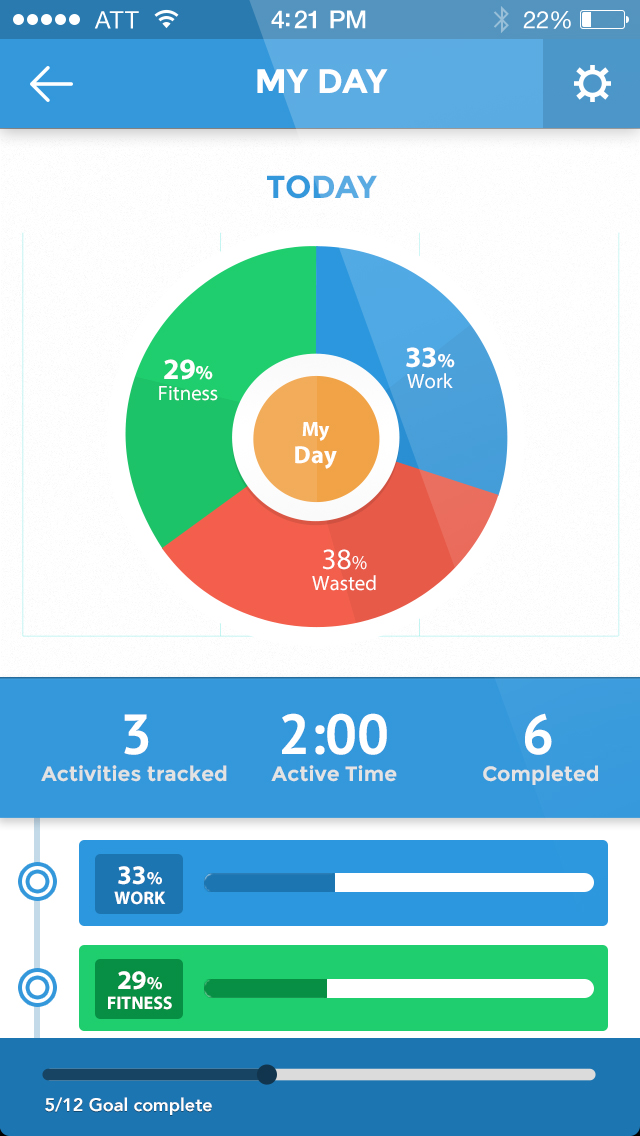 ATT 4:21 PM 22%
MY DAY
TODAY
29%
Fitness
33%
Work
My
Day
38%
Wasted
3 2:00 6
Activities tracked Active Time Completed
33%
WORK
29%
FITNESS
5/12 Goal complete